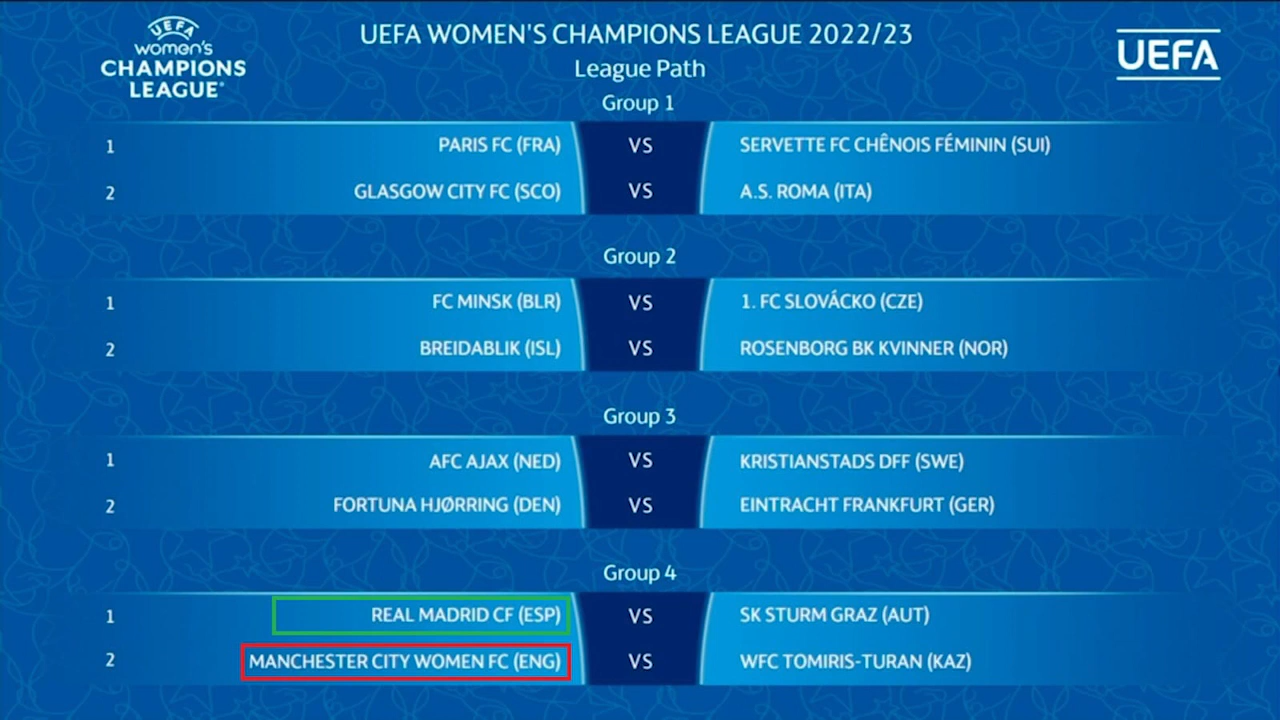 UEFA
women's
CHAMPIONS
LEAGUE
UEFA WOMEN'S CHAMPIONS LEAGUE 2022/23
League Path
UEFA
Group 1
1 PARIS FC (FRA) VS SERVETTE FC CHÊNOIS FÉMININ (SUI)
2 GLASGOW CITY FC (SCO) VS A.S. ROMA (ITA)
Group 2
1 FC MINSK (BLR) VS 1. FC SLOVÁCKO (CZE)
2 BREIDABLIK (ISL) VS ROSENBORG BK KVINNER (NOR)
Group 3
1 AFC AJAX (NED) VS KRISTIANSTADS DFF (SWE)
2 FORTUNA HJØRRING (DEN) VS EINTRACHT FRANKFURT (GER)
Group 4
1 REAL MADRID CF (ESP) VS SK STURM GRAZ (AUT)
2 MANCHESTER CITY WOMEN FC (ENG) VS WFC TOMIRIS-TURAN (KAZ)